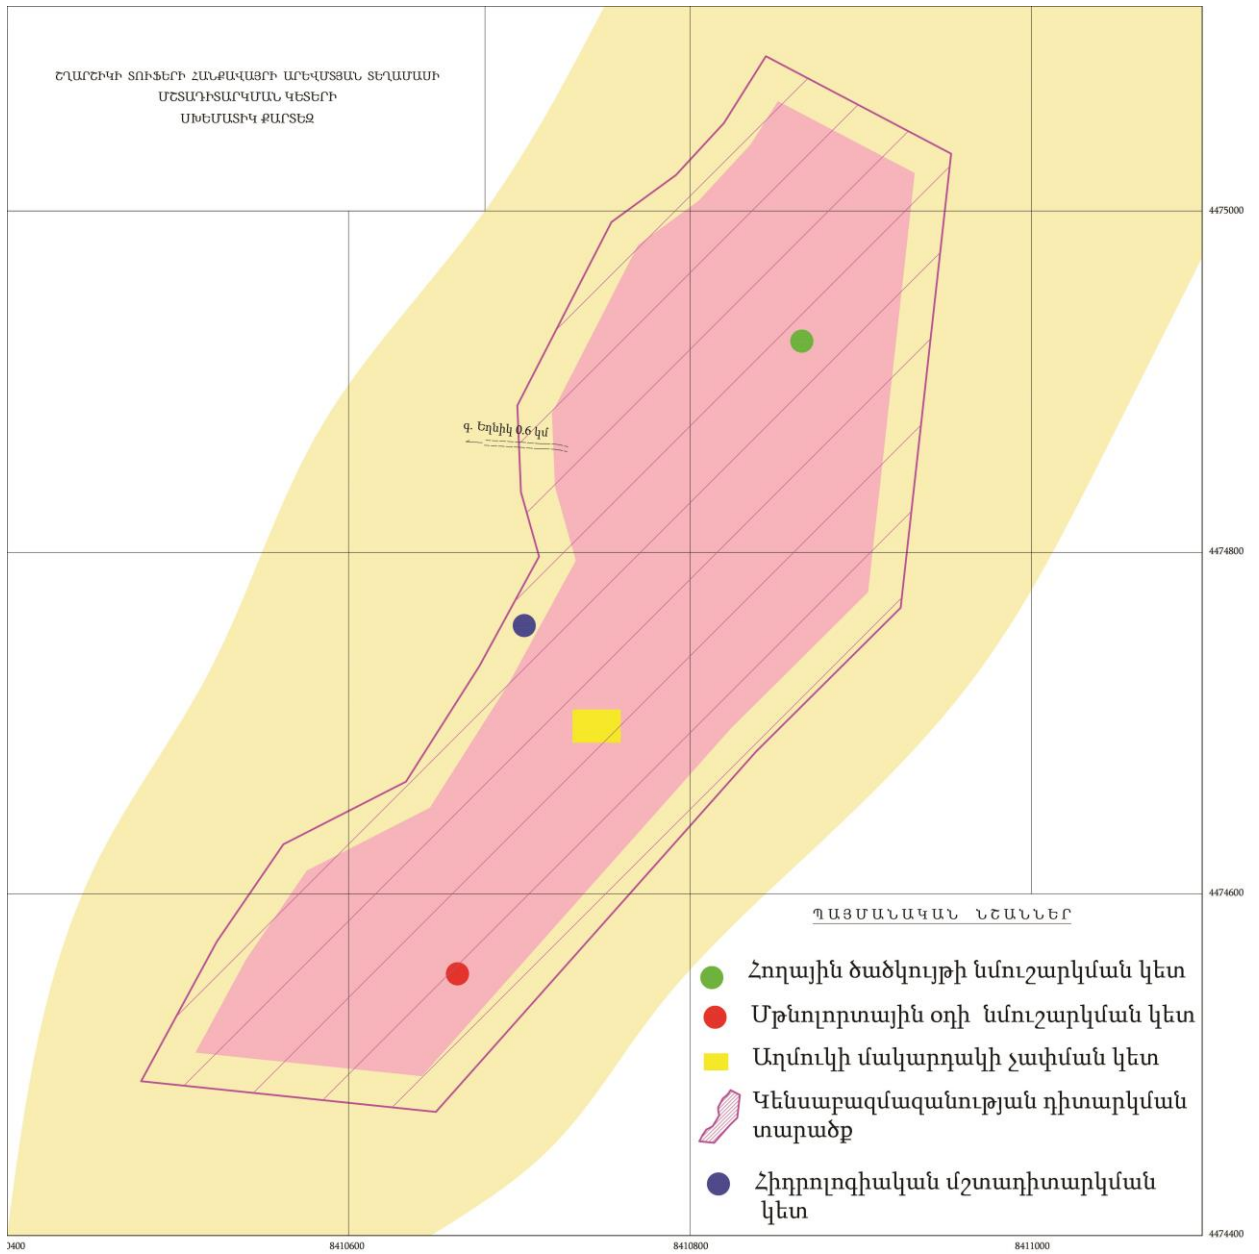 ՇՂԱՐՇԻԿԻ ՏՈՒՖԵՐԻ ՀԱՆՔԱՎԱՅՐԻ ԱՐԵՎՄՏՅԱՆ ՏԵՂԱՄԱՍԻ
ՄՇՏԱԴԻՏԱՐԿՄԱՆ ԿԵՏԵՐԻ
ՍԽԵՄԱՏԻԿ ՔԱՐՏԵԶ
4475000
գ. Եղնիկ 0.6 կմ
4474800
4474600
ՊԱՅՄԱՆԱԿԱՆ ՆՇԱՆՆԵՐ
Հողային ծածկույթի նմուշարկման կետ
Մթնոլորտային օդի նմուշարկման կետ
Աղմուկի մակարդակի չափման կետ
Կենսաբազմազանության դիտարկման
տարածք
Հիդրոլոգիական մշտադիտարկման
կետ
4474400
0400 8410600 8410800 8411000